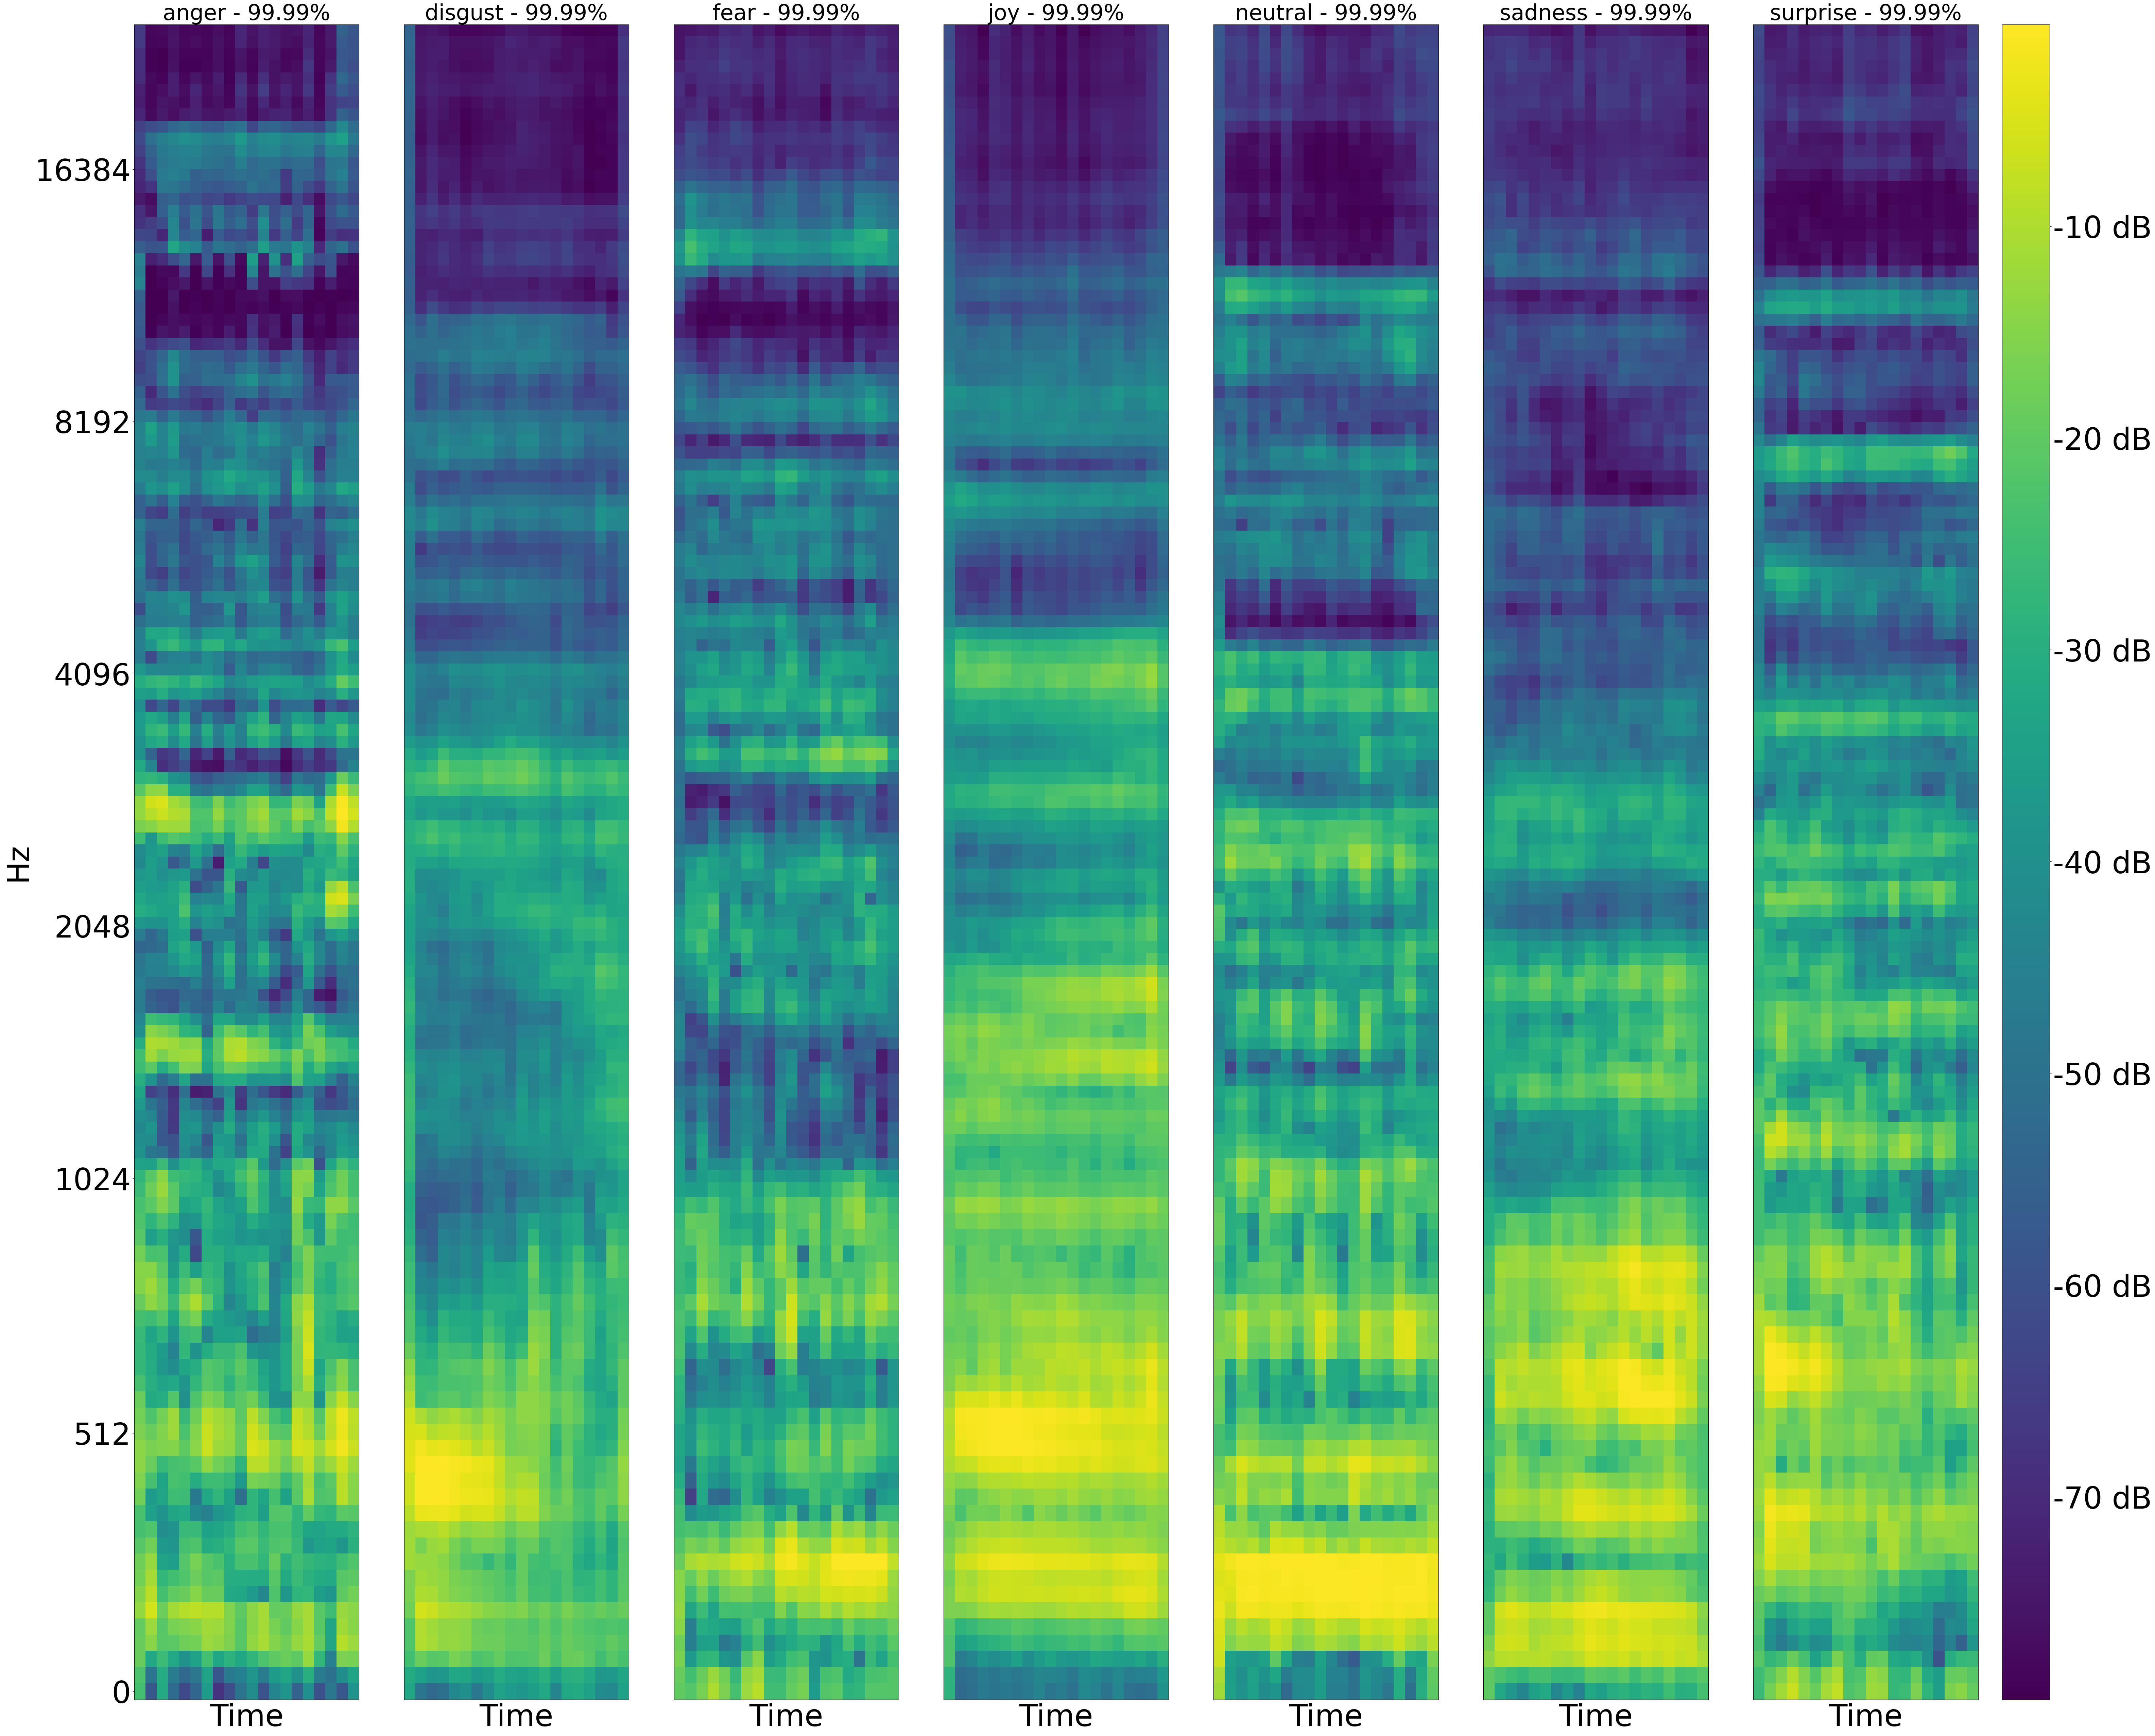 anger - 99.99% disgust - 99.99% fear - 99.99% joy - 99.99% neutral - 99.99% sadness - 99.99% surprise - 99.99%
16384
8192
4096
2048
1024
512
0
Hz
-10 dB
-20 dB
-30 dB
-40 dB
-50 dB
-60 dB
-70 dB
Time Time Time Time Time Time Time